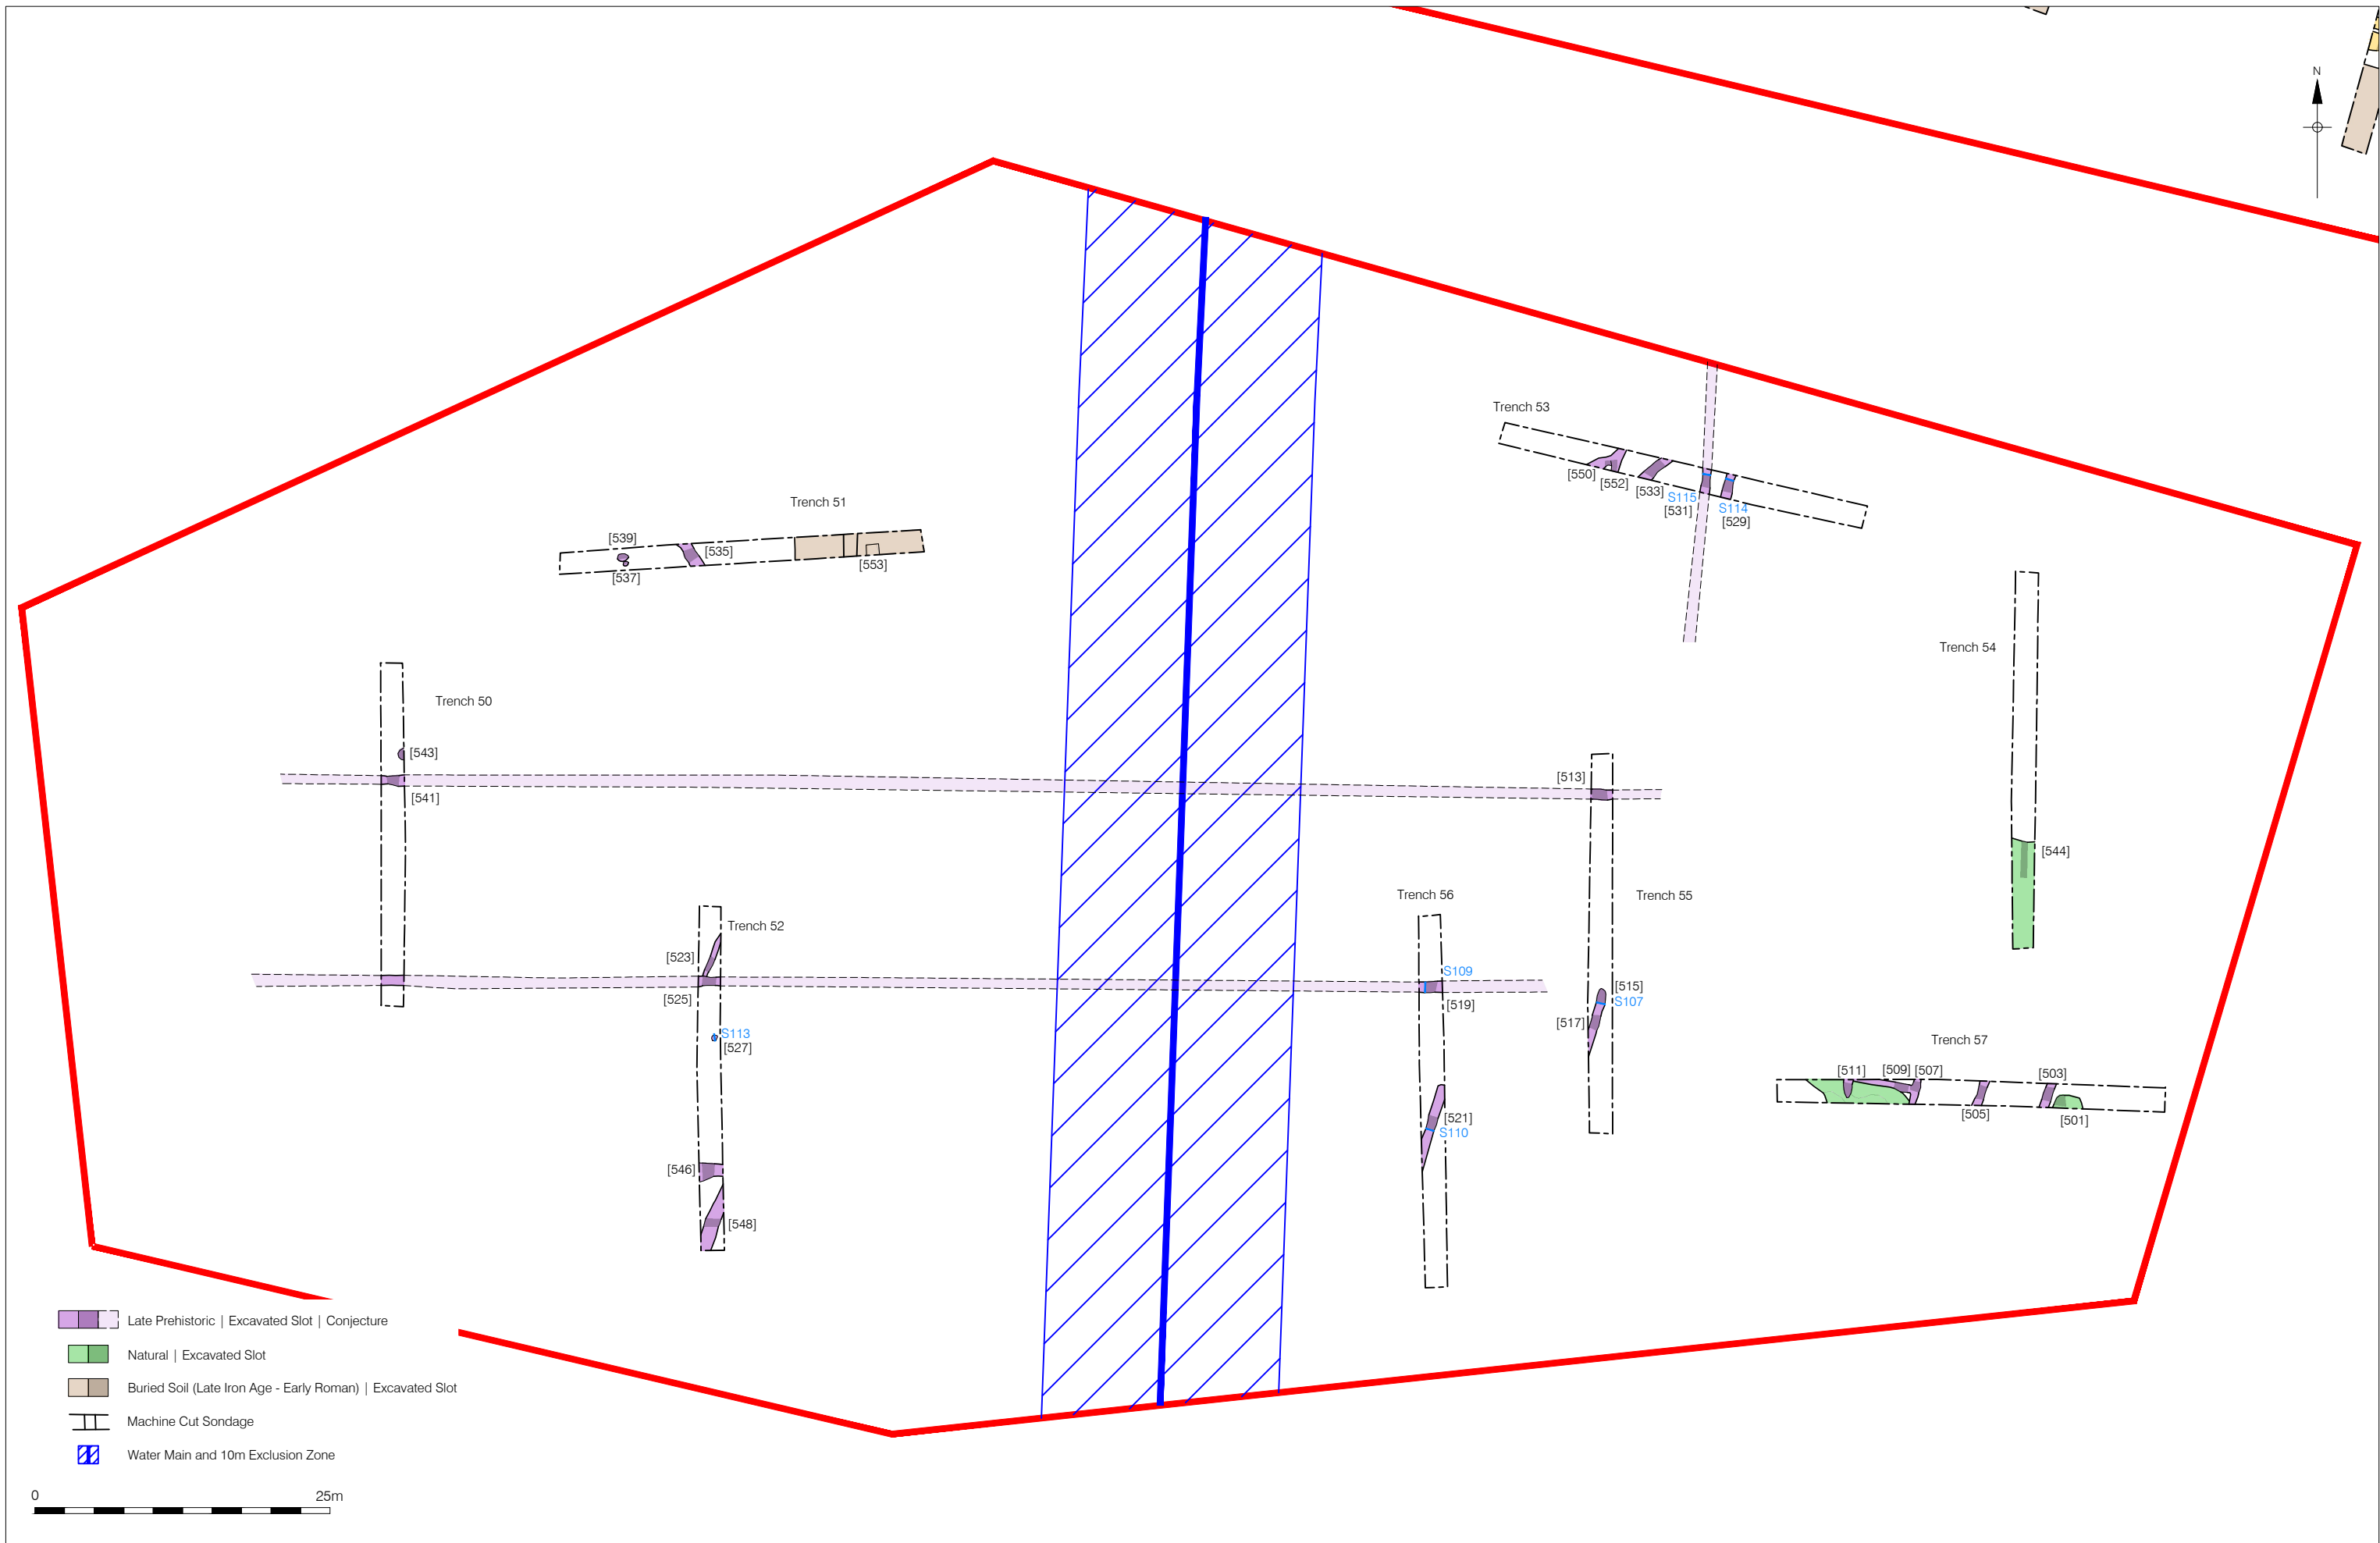 N
Trench 53
[550]
[552]
[533]
S115
[531]
S114
[529]
Trench 51
[539]
[535]
[537]
[553]
Trench 54
[544]
Trench 50
[543]
[541]
[513]
Trench 55
[515]
S107
[517]
Trench 56
S109
[519]
[521]
S110
Trench 52
[523]
[525]
S113
[527]
[546]
[548]
Trench 57
[511]
[509]
[507]
[503]
[505]
[501]
Late Prehistoric | Excavated Slot | Conjecture
Natural | Excavated Slot
Buried Soil (Late Iron Age - Early Roman) | Excavated Slot
Machine Cut Sondage
Water Main and 10m Exclusion Zone
0 25m